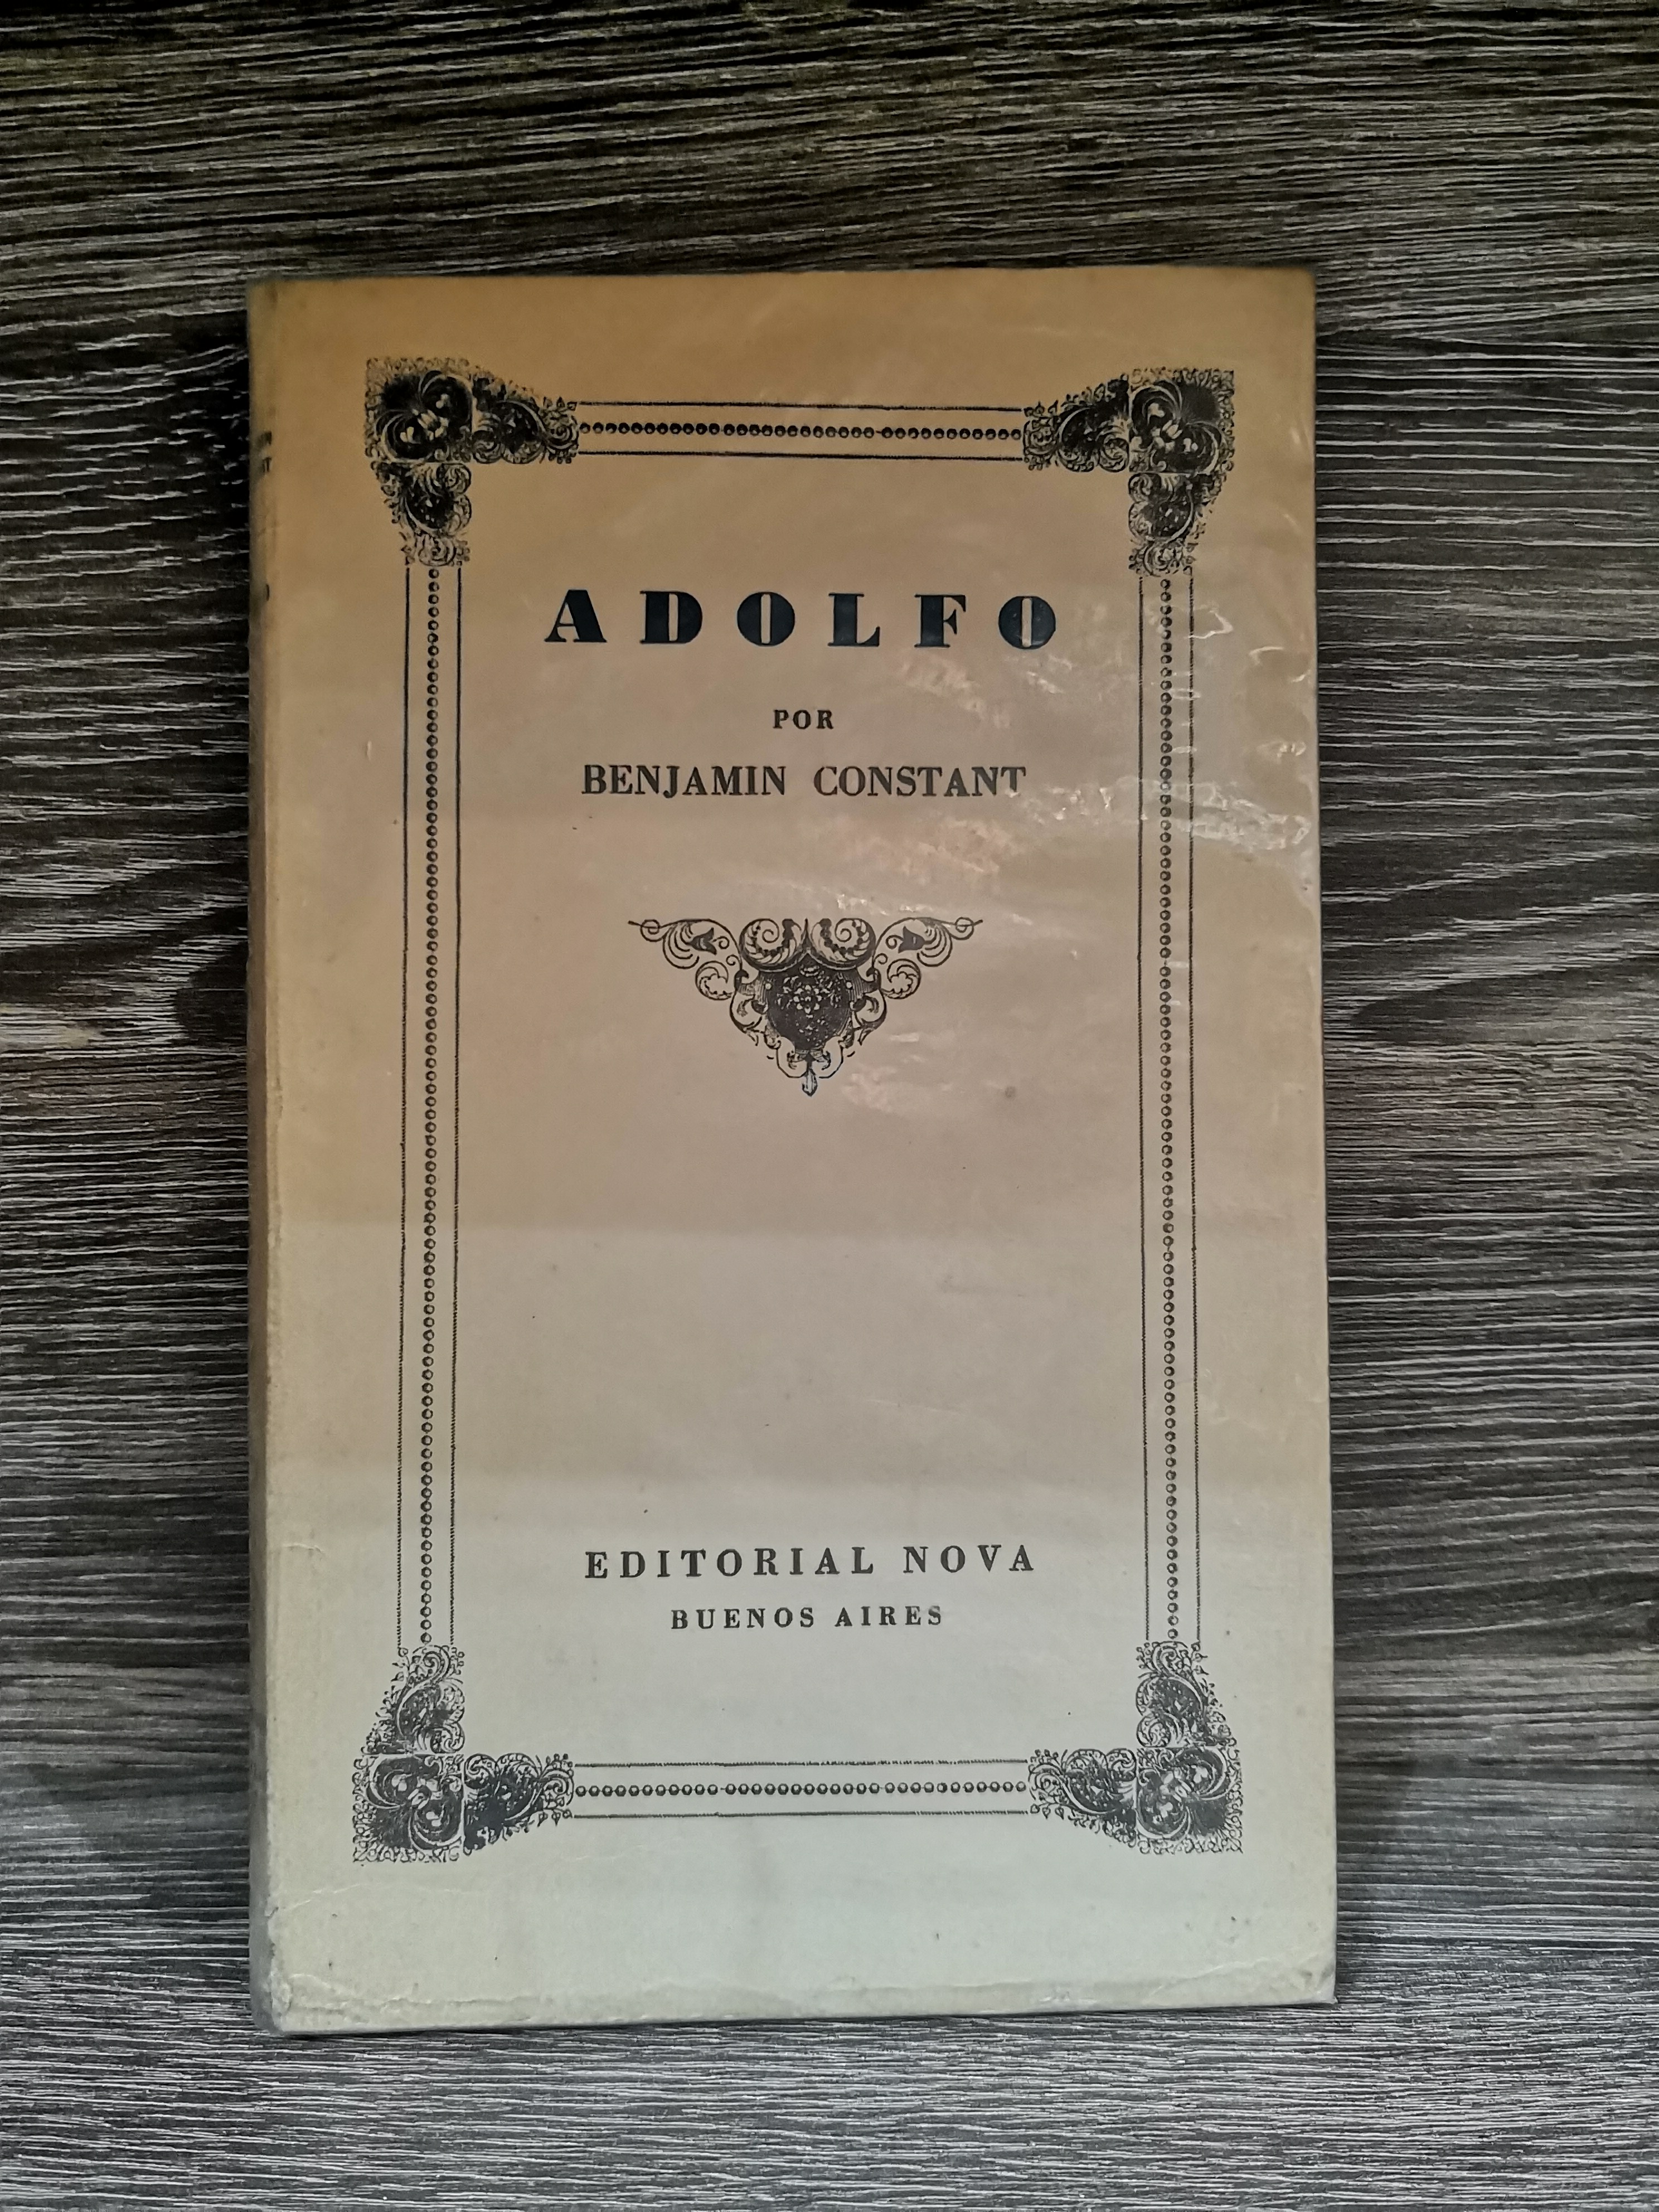 ADOLFO
POR
BENJAMIN CONSTANT
EDITORIAL NOVA
BUENOS AIRES